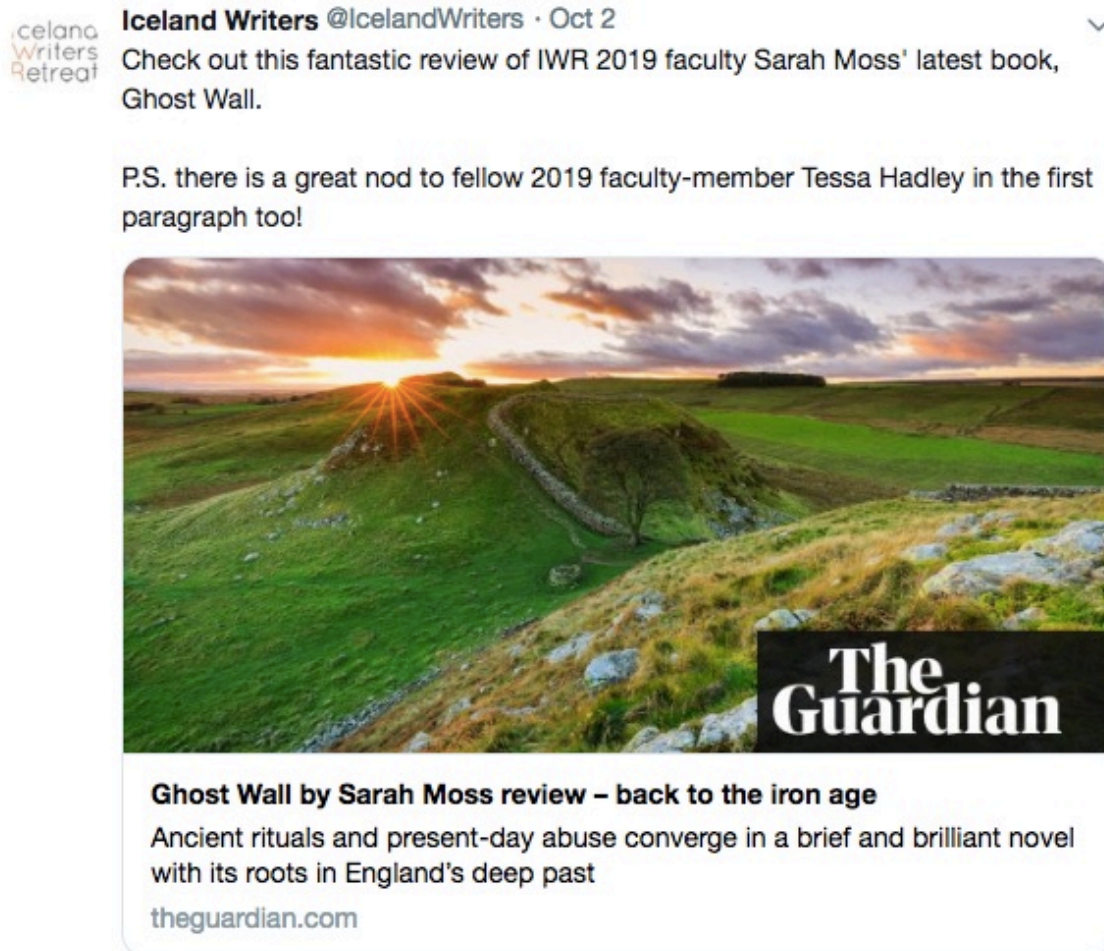 Iceland Writers @IcelandWriters · Oct 2
celand
Writers
Retreat
Check out this fantastic review of IWR 2019 faculty Sarah Moss' latest book,
Ghost Wall.
P.S. there is a great nod to fellow 2019 faculty-member Tessa Hadley in the first
paragraph too!
The
Guardian
Ghost Wall by Sarah Moss review – back to the iron age
Ancient rituals and present-day abuse converge in a brief and brilliant novel
with its roots in England's deep past
theguardian.com